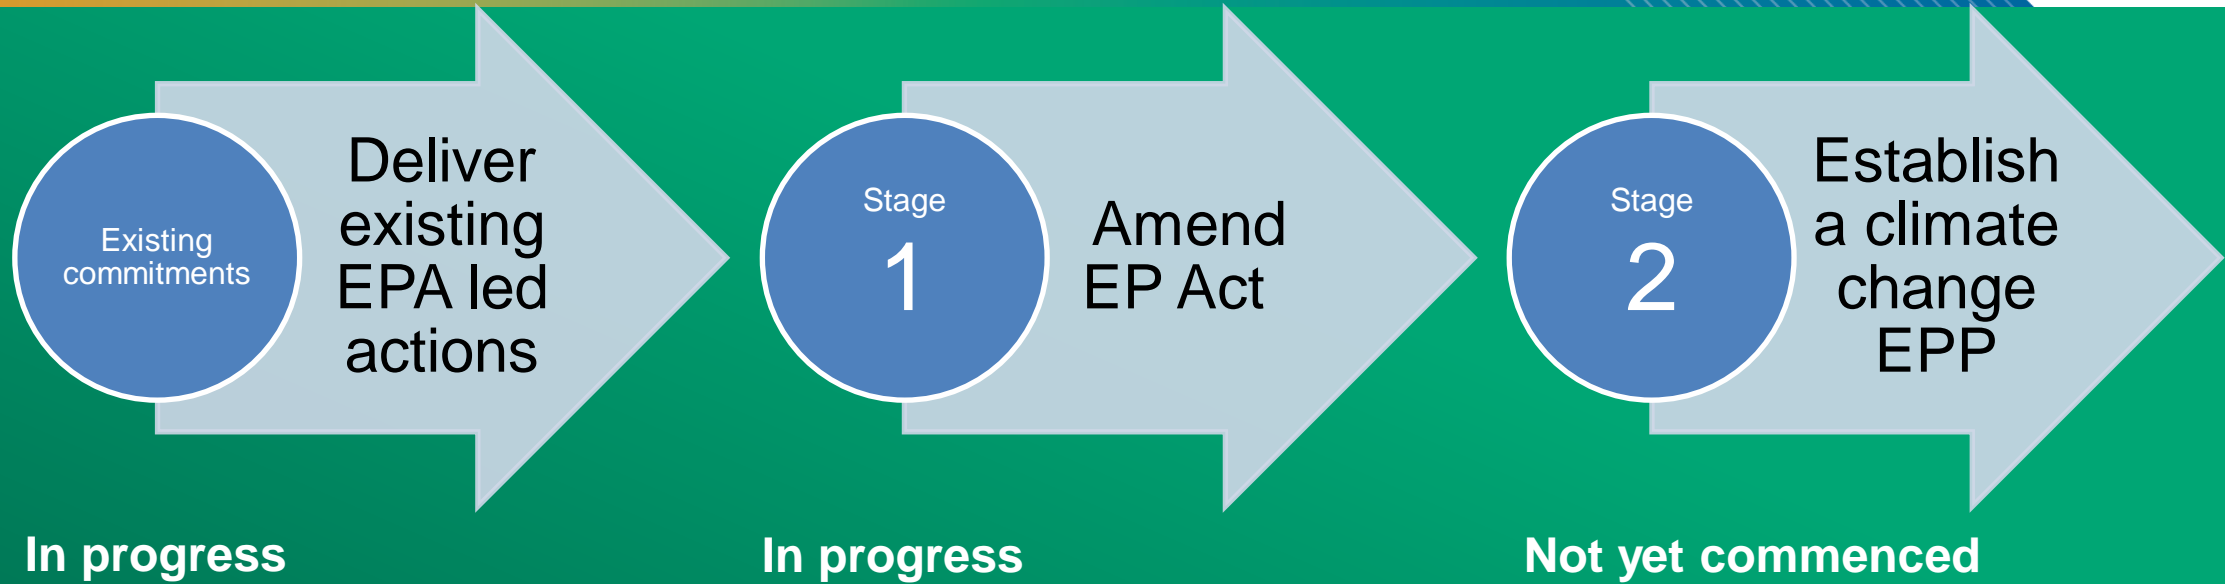 Existing
commitments
Deliver
existing
EPA led
actions
In progress
Stage
1
Amend
EP Act
In progress
Stage
2
Establish
a climate
change
EPP
Not yet commenced